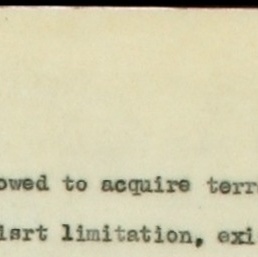 owed to acquire terr
isrt limitation, exi